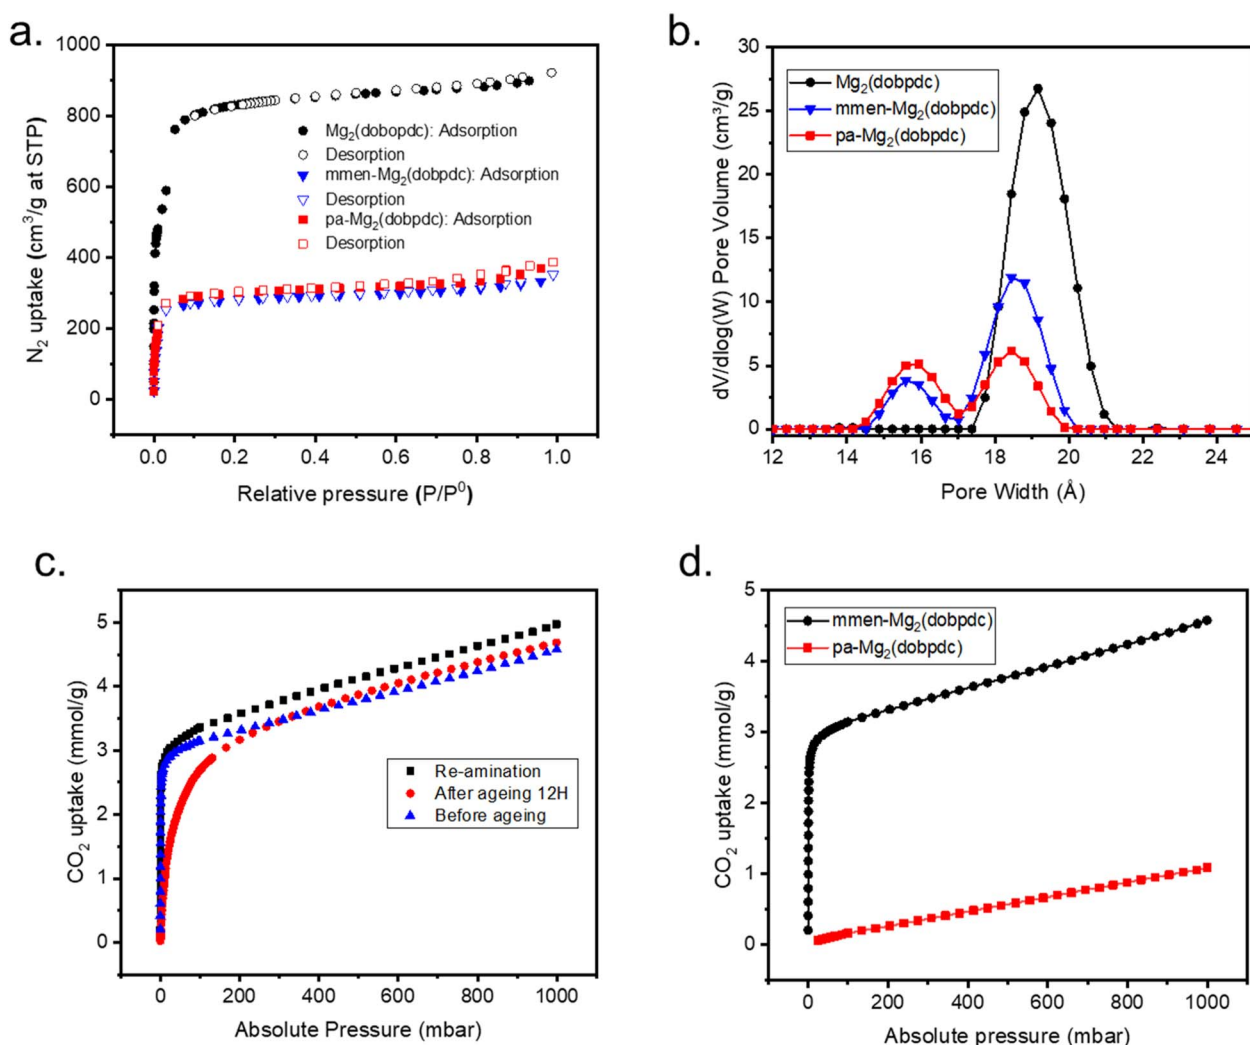 a.
1000
800
600
400
200
0
N₂ uptake (cm³/g at STP)
Mg₂(dobopdc): Adsorption
Desorption
mmen-Mg₂(dobpdc): Adsorption
Desorption
pa-Mg₂(dobpdc): Adsorption
Desorption
0.0 0.2 0.4 0.6 0.8 1.0
Relative pressure (P/P⁰)
b.
30
25
20
15
10
5
0
dV/dlog(W) Pore Volume (cm³/g)
Mg₂(dobpdc)
mmen-Mg₂(dobpdc)
pa-Mg₂(dobpdc)
12 14 16 18 20 22 24
Pore Width (Å)
c.
5
4
3
2
1
0
CO₂ uptake (mmol/g)
Re-amination
After ageing 12H
Before ageing
0 200 400 600 800 1000
Absolute Pressure (mbar)
d.
5
4
3
2
1
0
CO₂ uptake (mmol/g)
mmen-Mg₂(dobpdc)
pa-Mg₂(dobpdc)
0 200 400 600 800 1000
Absolute pressure (mbar)